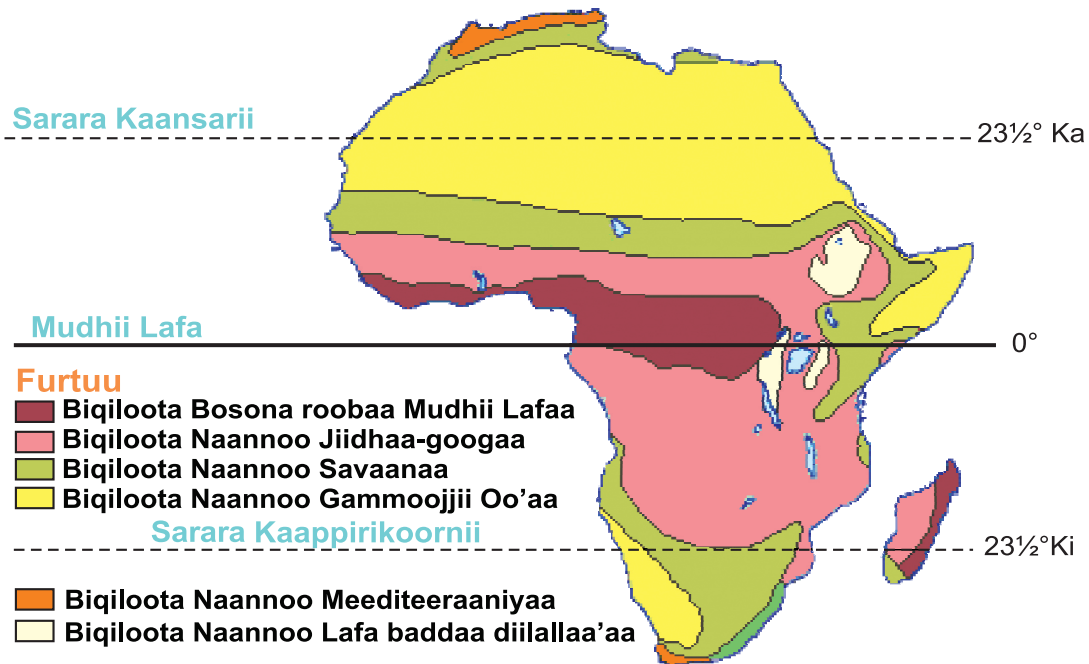 Sarara Kaansarii
23½° Ka
Mudhii Lafa
0°
Furtuu
Biqiloota Bosona roobaa Mudhii Lafaa
Biqiloota Naannoo Jiidhaa-googaa
Biqiloota Naannoo Savaanaa
Biqiloota Naannoo Gammoojjii Oo’aa
Sarara Kaappirikoornii
23½°Ki
Biqiloota Naannoo Meediteeraaniyaa
Biqiloota Naannoo Lafa baddaa diilallaa’aa